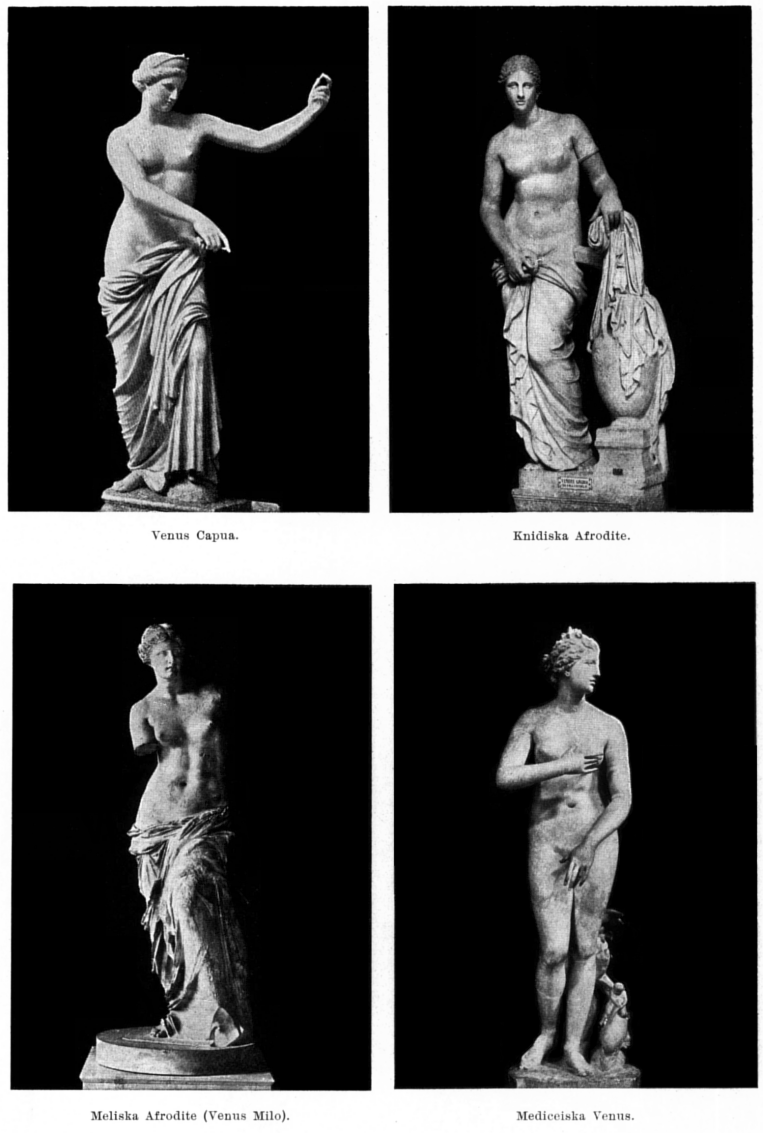 Venus Capua.
Knidiska Afrodite.
Meliska Afrodite (Venus Milo).
Mediceiska Venus.